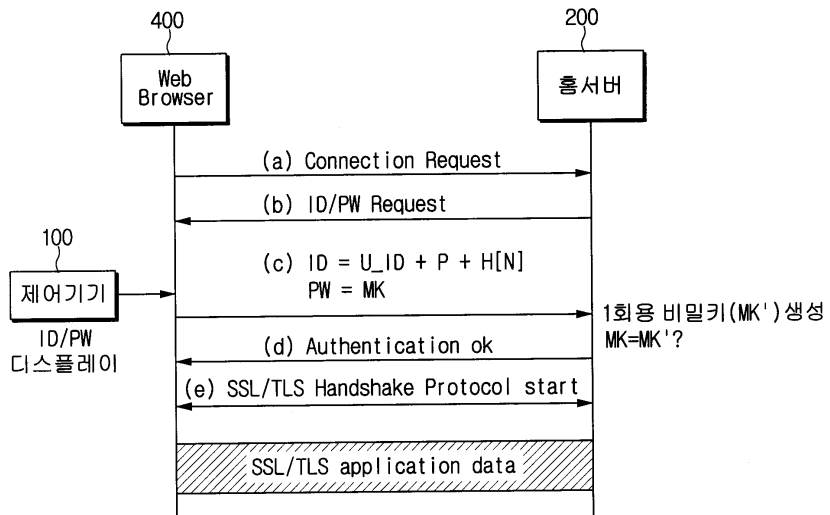 400
200
Web
Browser
홈서버
(a) Connection Request
(b) ID/PW Request
100
제어기기
ID/PW
디스플레이
(c) ID = U_ID + P + H[N]
PW = MK
1회용 비밀키(MK') 생성
MK=MK'?
(d) Authentication ok
(e) SSL/TLS Handshake Protocol start
SSL/TLS application data